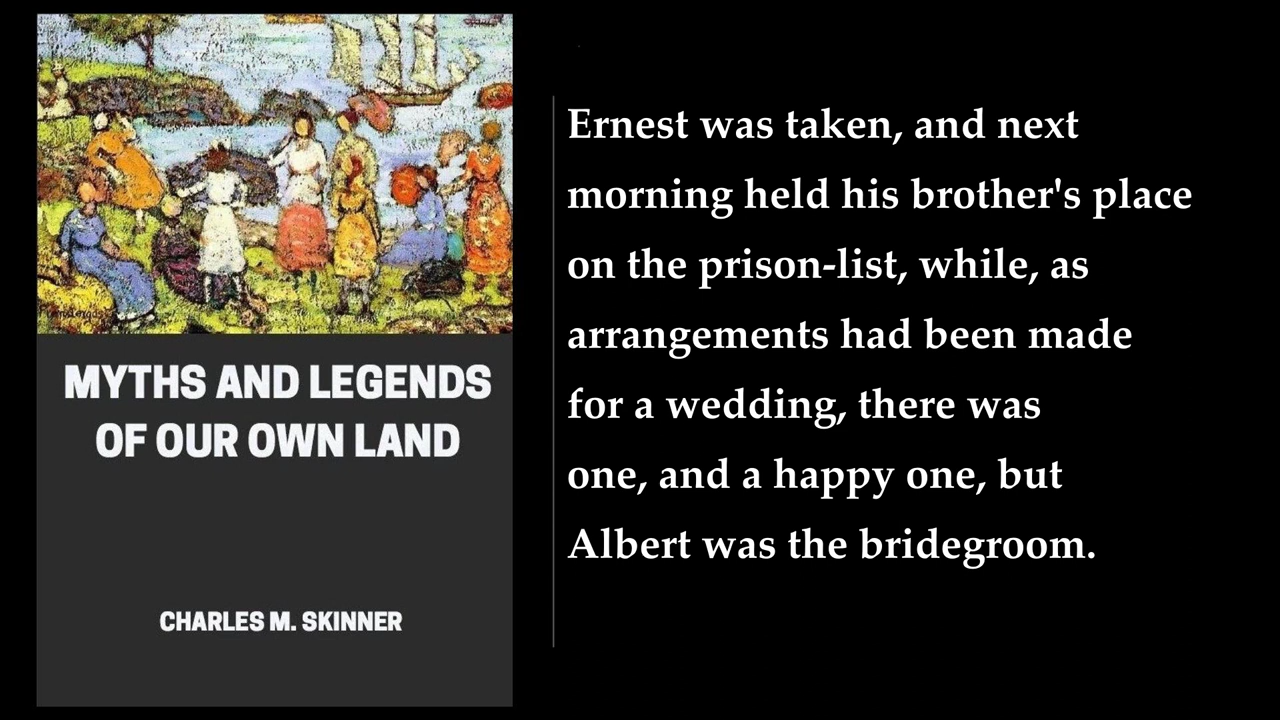 MYTHS AND LEGENDS
OF OUR OWN LAND
CHARLES M. SKINNER
Ernest was taken, and next
morning held his brother's place
on the prison-list, while, as
arrangements had been made
for a wedding, there was
one, and a happy one, but
Albert was the bridegroom.